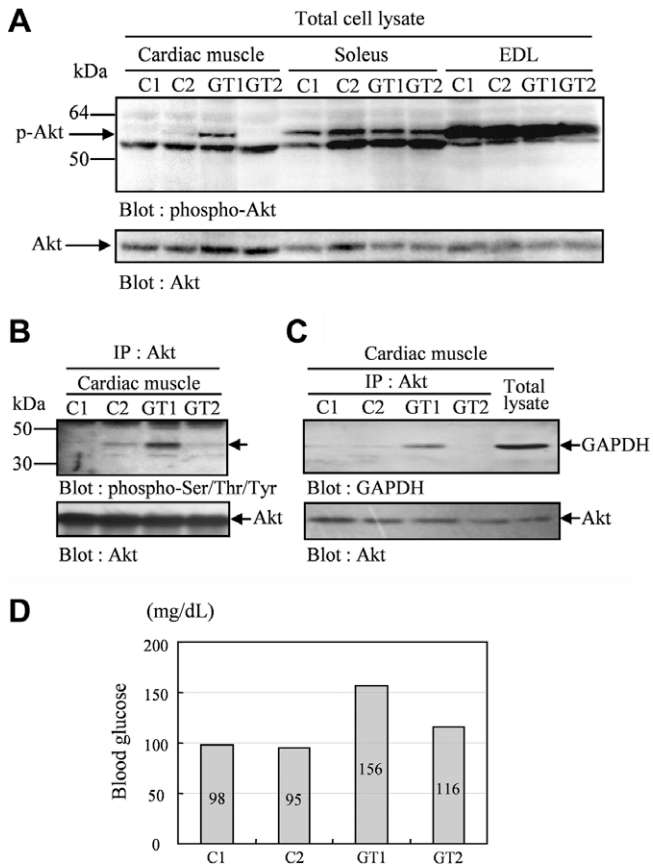 A
Total cell lysate
Cardiac muscle Soleus EDL
kDa
C1 C2 GT1 GT2 C1 C2 GT1 GT2 C1 C2 GT1 GT2
64
p-Akt
50
Blot : phospho-Akt
Akt
Blot : Akt
B
IP : Akt
Cardiac muscle
kDa
C1 C2 GT1 GT2
50
30
Blot : phospho-Ser/Thr/Tyr
Akt
Blot : Akt
C
Cardiac muscle
IP : Akt Total
lysate
C1 C2 GT1 GT2
GAPDH
Blot : GAPDH
Akt
Blot : Akt
D
(mg/dL)
Blood glucose
200
150
100
50
0
98
95
156
116
C1 C2 GT1 GT2